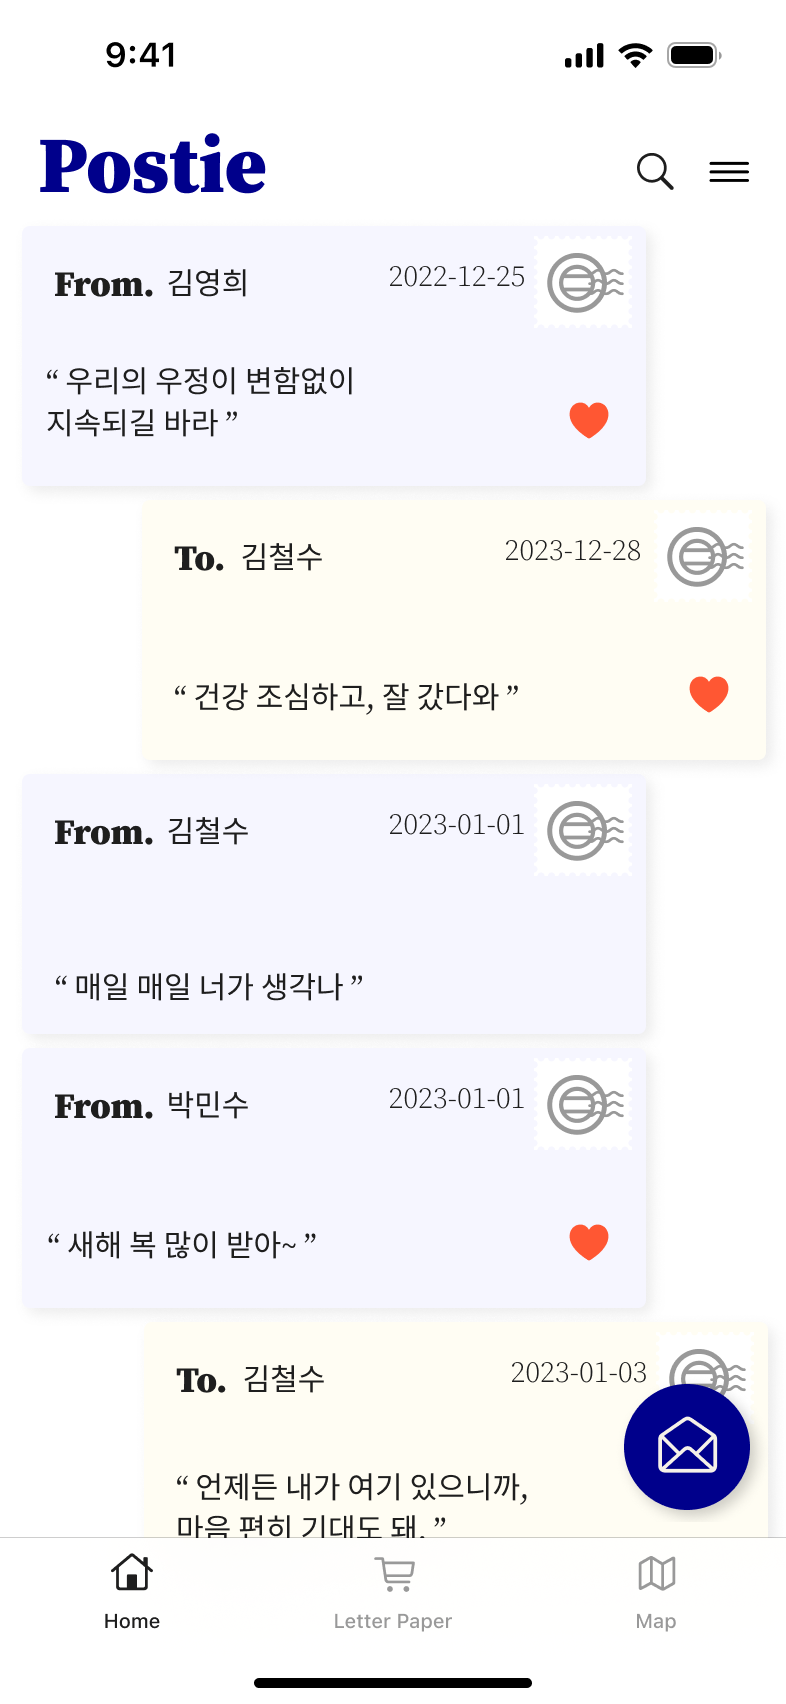 9:41
Postie
From. 김영희 2022-12-25
“ 우리의 우정이 변함없이
지속되길 바라 ”
To. 김철수 2023-12-28
“ 건강 조심하고, 잘 갔다와 ”
From. 김철수 2023-01-01
“ 매일 매일 너가 생각나 ”
From. 박민수 2023-01-01
“ 새해 복 많이 받아~ ”
To. 김철수 2023-01-03
“ 언제든 내가 여기 있으니까,
마음 편히 기대도 돼. ”
Home Letter Paper Map